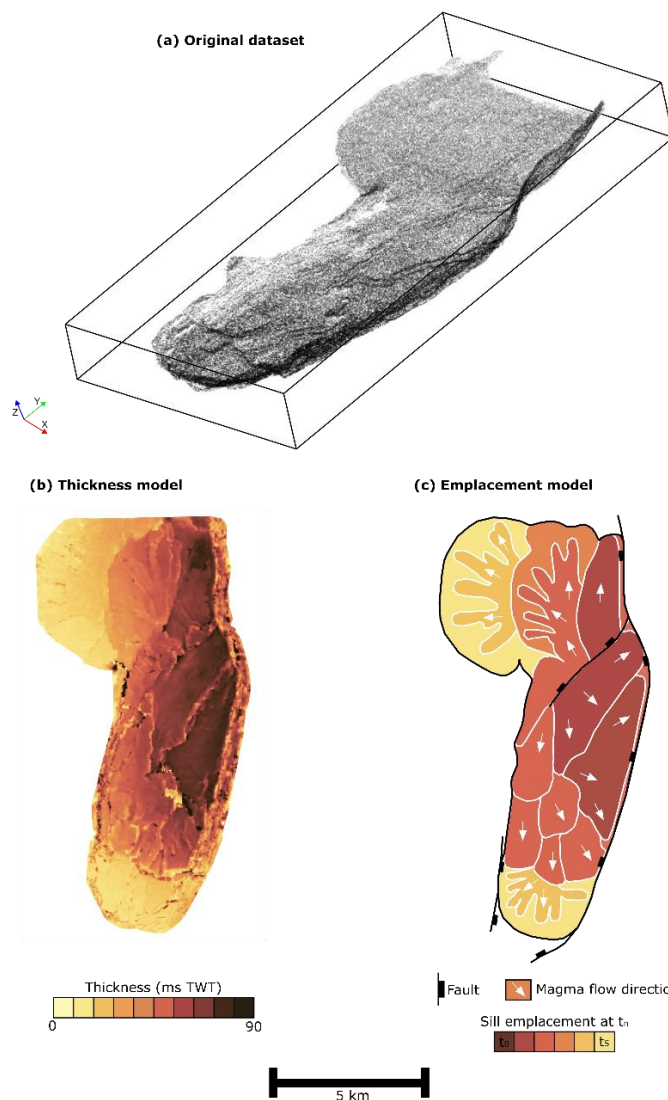 (a) Original dataset
Z
Y
X
(b) Thickness model
(c) Emplacement model
Thickness (ms TWT)
0
90
Fault
Magma flow directio
Sill emplacement at tₙ
t₀
t₅
5 km